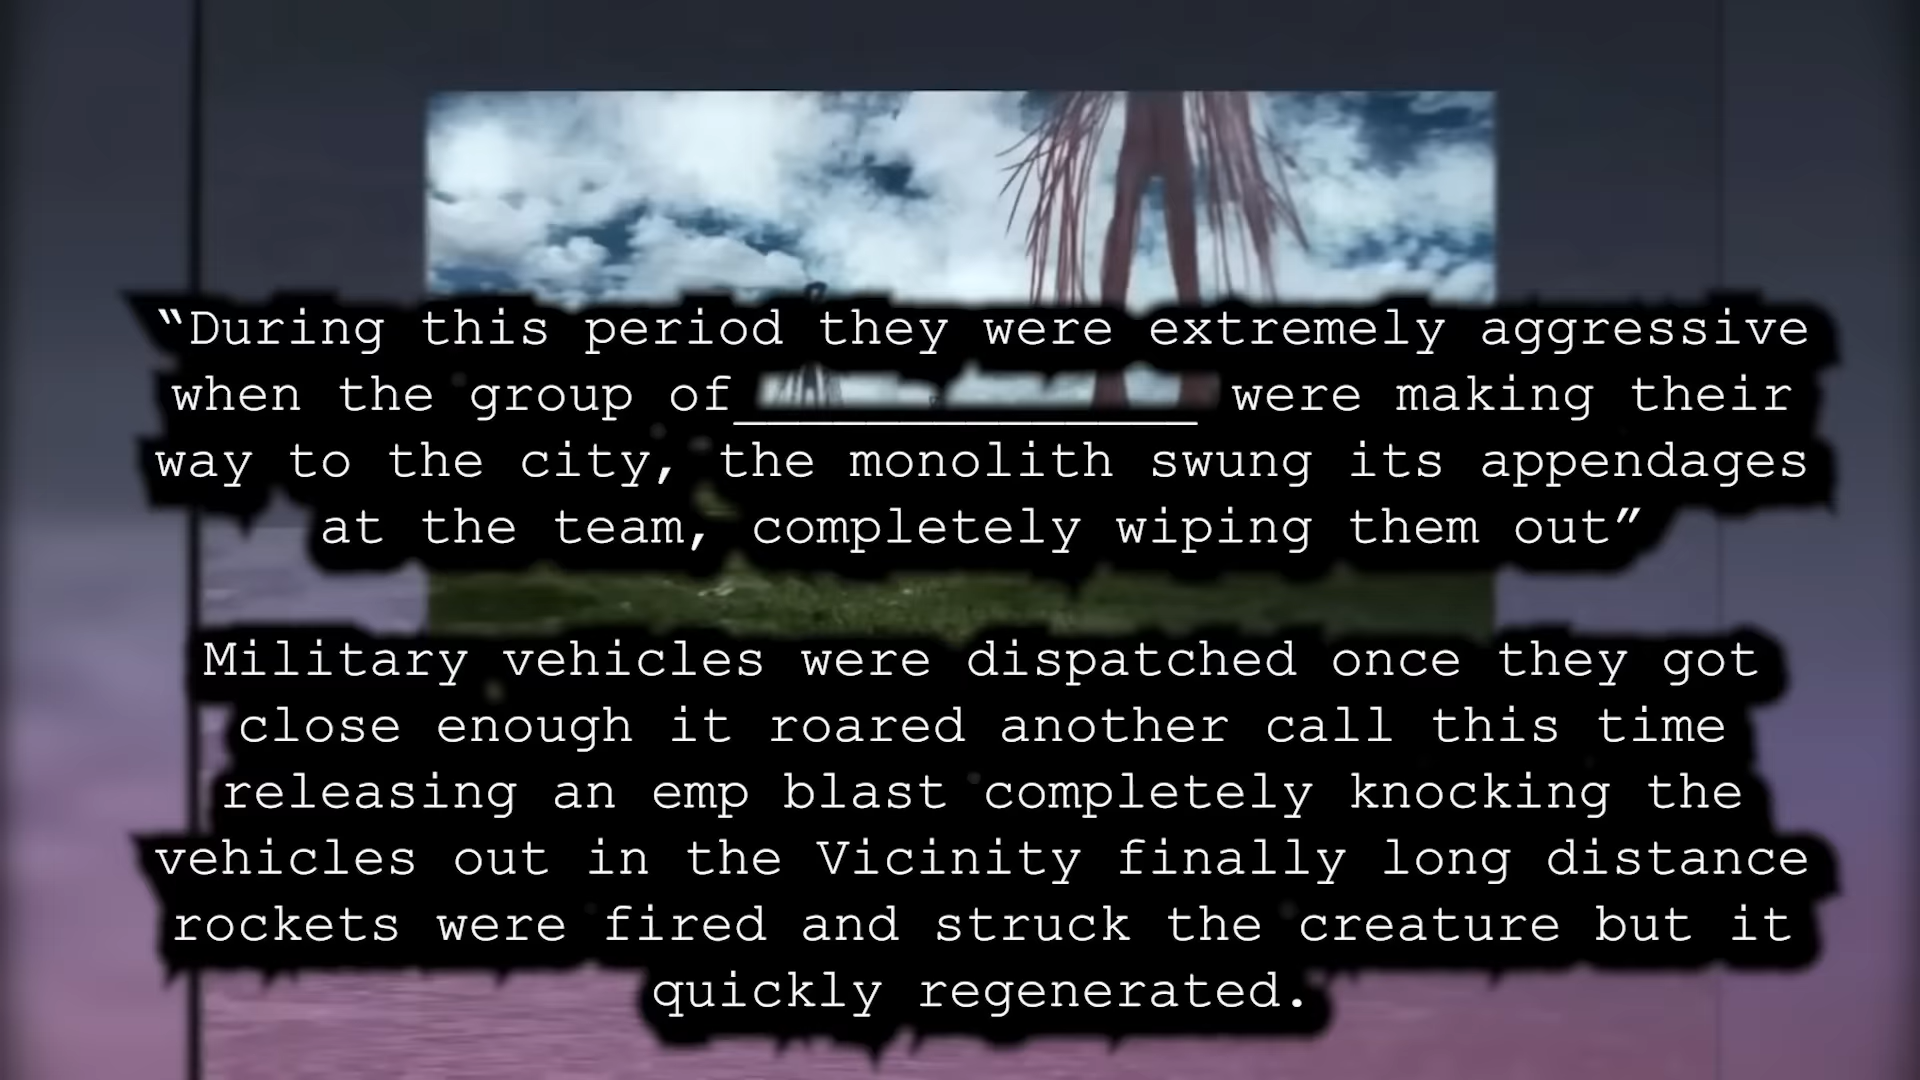 “During this period they were extremely aggressive
when the group of______________ were making their
way to the city, the monolith swung its appendages
at the team, completely wiping them out”
Military vehicles were dispatched once they got
close enough it roared another call this time
releasing an emp blast completely knocking the
vehicles out in the Vicinity finally long distance
rockets were fired and struck the creature but it
quickly regenerated.